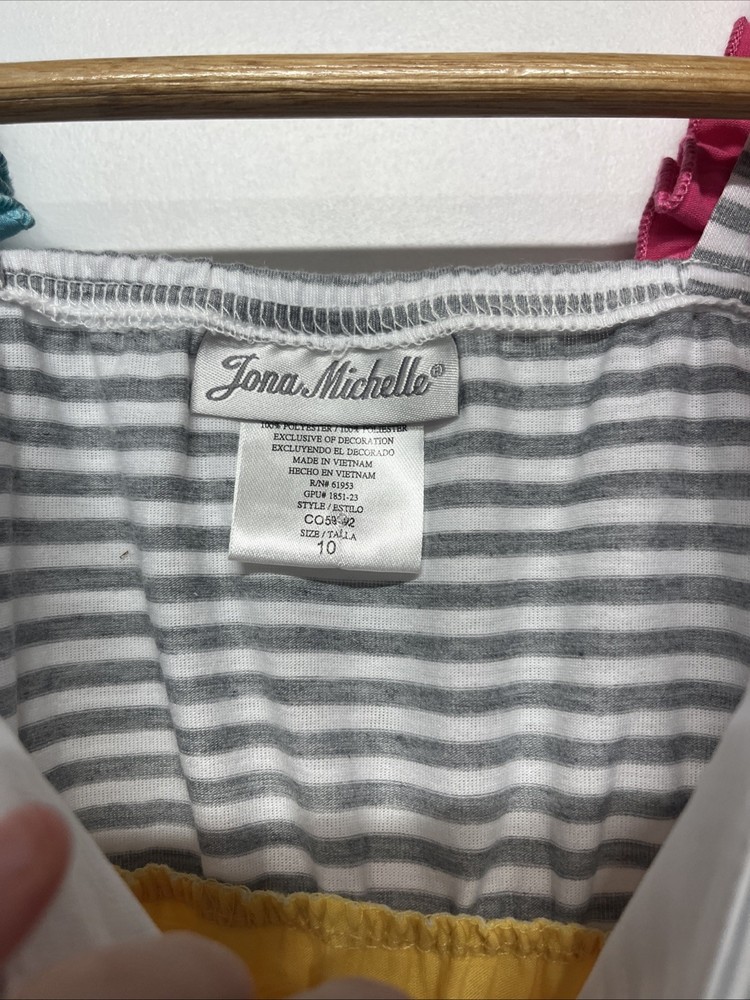 Jona Michelle®
100% POLYESTER / 100% POLIESTER
EXCLUSIVE OF DECORATION
EXCLUYENDO EL DECORADO
MADE IN VIETNAM
HECHO EN VIETNAM
R/N# 61953
GPU# 1851-23
STYLE / ESTILO
SIZE / TALLA
10